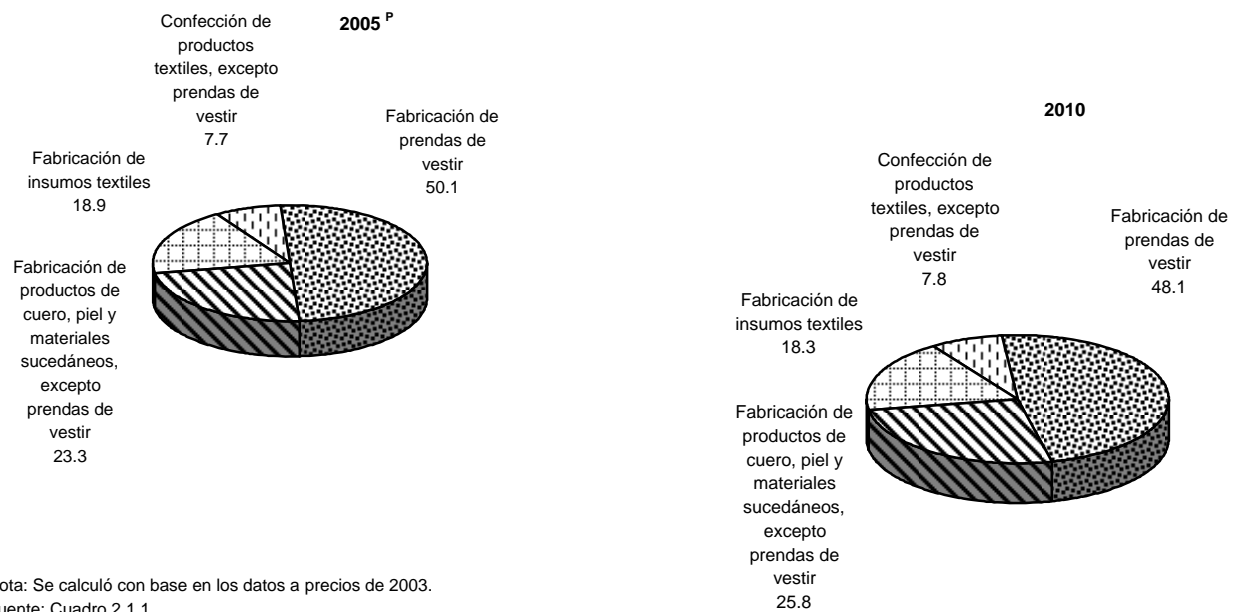 2005 P
Confección de
productos
textiles, excepto
prendas de
vestir
7.7
Fabricación de
prendas de
vestir
50.1
Fabricación de
insumos textiles
18.9
Fabricación de
productos de
cuero, piel y
materiales
sucedáneos,
excepto
prendas de
vestir
23.3
2010
Confección de
productos
textiles, excepto
prendas de
vestir
7.8
Fabricación de
prendas de
vestir
48.1
Fabricación de
insumos textiles
18.3
Fabricación de
productos de
cuero, piel y
materiales
sucedáneos,
excepto
prendas de
vestir
25.8
ota: Se calculó con base en los datos a precios de 2003.
uente: Cuadro 2.1.1